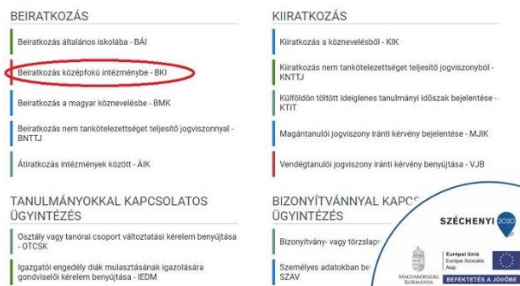 BEIRATKOZÁS
Beiratkozás általános iskolába - BÁI
Beiratkozás középfokú intézménybe - BKI
Beiratkozás a magyar köznevelésbe - BMK
Beiratkozás nem tankötelezettséget teljesítő jogviszonnyal -
BNTTJ
Átiratkozás intézmények között - ÁIK
KIIRATKOZÁS
Kiiratkozás a köznevelésből - KIK
Kiiratkozás nem tankötelezettséget teljesítő jogviszonyból -
KNTTJ
Külföldön töltött ideiglenes tanulmányi időszak bejelentése -
KTIT
Magántanulói jogviszony iránti kérvény bejelentése - MJIK
Vendégtanulói jogviszony iránti kérvény benyújtása - VJB
TANULMÁNYOKKAL KAPCSOLATOS
ÜGYINTÉZÉS
Osztály vagy tanórai csoport változtatási kérelem benyújtása
- OTCSK
Igazgatói engedély diák mulasztásának igazolására
gondviselői kérelem benyújtása - IEDM
BIZONYÍTVÁNNYAL KAPC
ÜGYINTÉZÉS
Bizonyítvány- vagy törzslap
Személyes adatokban be
SZAV
SZÉCHENYI 2020
MAGYARORSZÁG
KORMÁNYA
Európai Unió
Európai Szociális
Alap
BEFEKTETÉS A JÖVŐBE